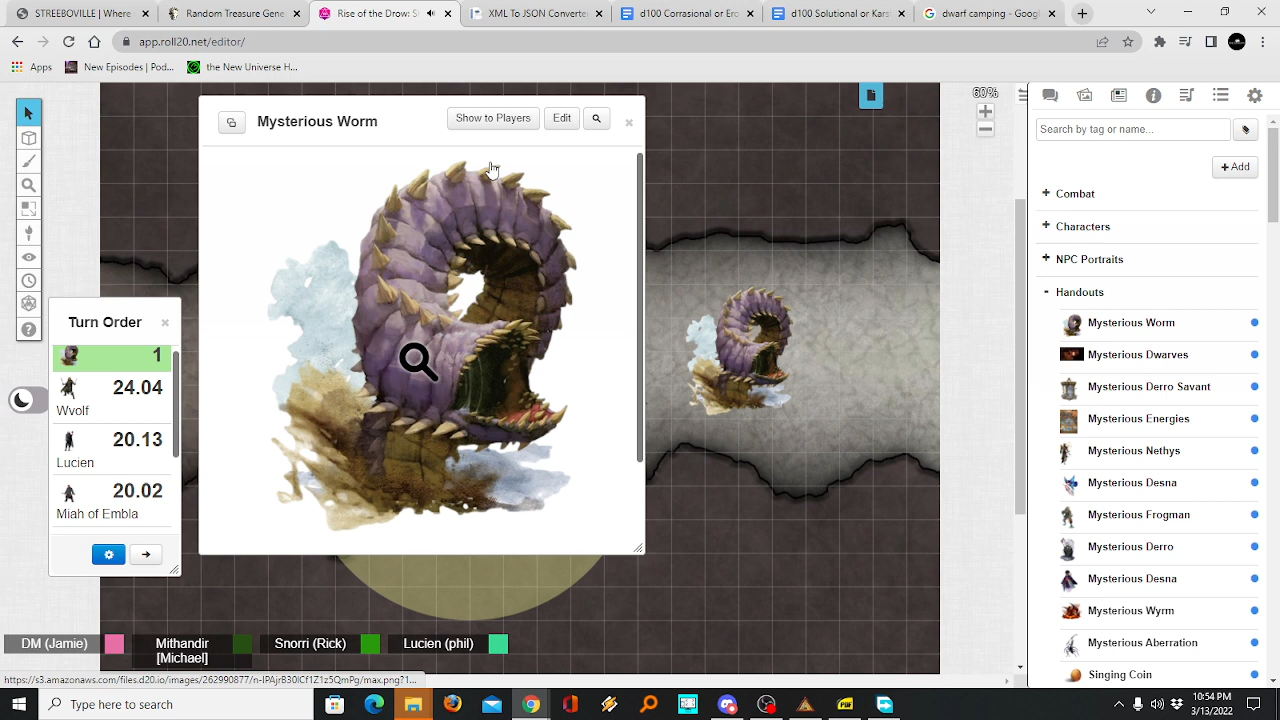 STREERBOUILLE | Wors
Random Treasure Gene
Rise of the Drow: S
XML To JSON Converte
d100 Corrasional or Erc
d100 Solutional or Kars
dwarf camping - Goog
app.roll20.net/editor/
Apps
New Episodes | Pod...
the New Universe H...
60%
Mysterious Worm
Show to Players
Edit
Search by tag or name...
+ Add
Combat
Characters
NPC Portraits
Handouts
Mysterious Worm
Mysterious Dwarves
Mysterious Derro Savant
Mysterious Energies
Mysterious Nethys
Mysterious Desna
Mysterious Frogman
Mysterious Derro
Mysterious Desna
Mysterious Wyrm
Mysterious Aberration
Singing Coin
Turn Order
1
24.04
Wvolf
20.13
Lucien
20.02
Miah of Embla
DM (Jamie)
Mithandir
[Michael]
Snorri (Rick)
Lucien (phil)
Type here to search
PDF
10:54 PM
3/13/2022